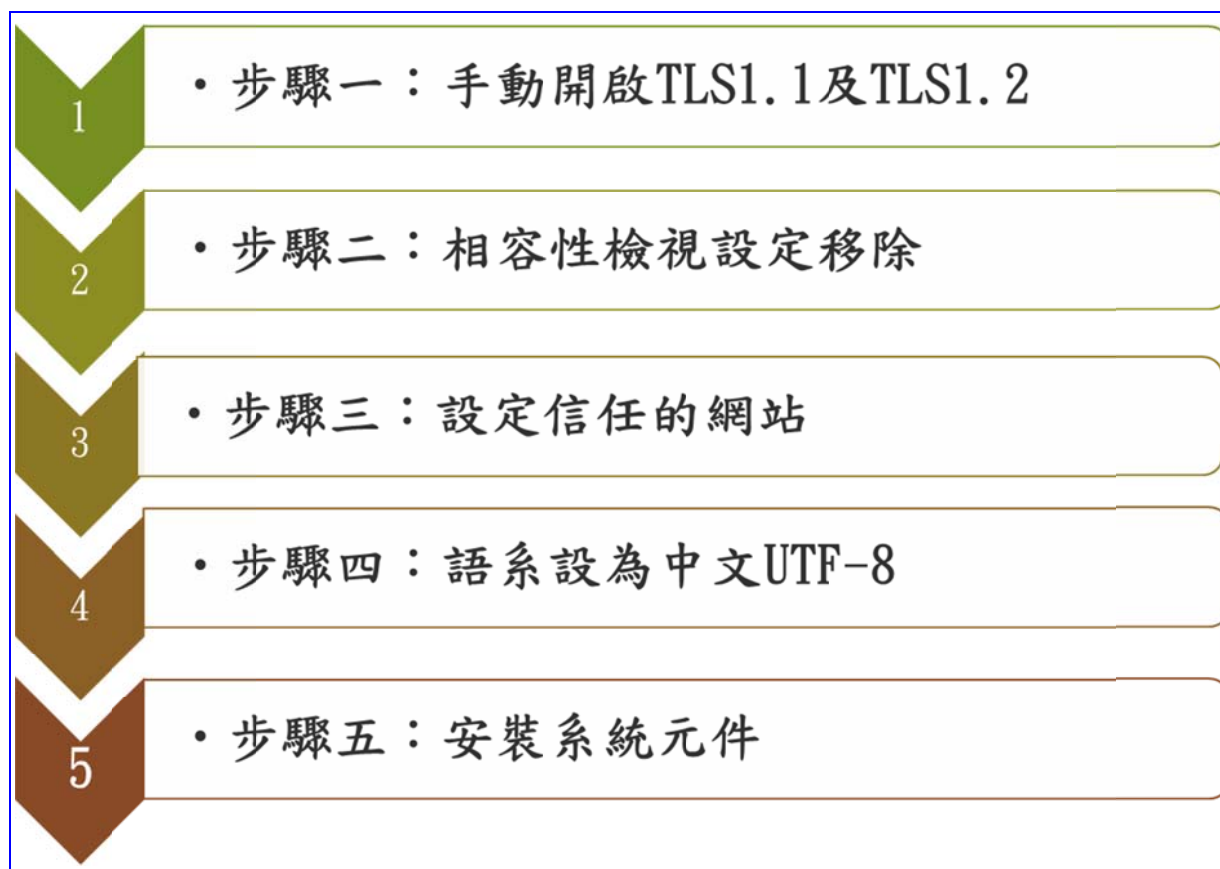 1
• 步驟一：手動開啟TLS1.1及TLS1.2
2
• 步驟二：相容性檢視設定移除
3
• 步驟三：設定信任的網站
4
• 步驟四：語系設為中文UTF-8
5
• 步驟五：安裝系統元件